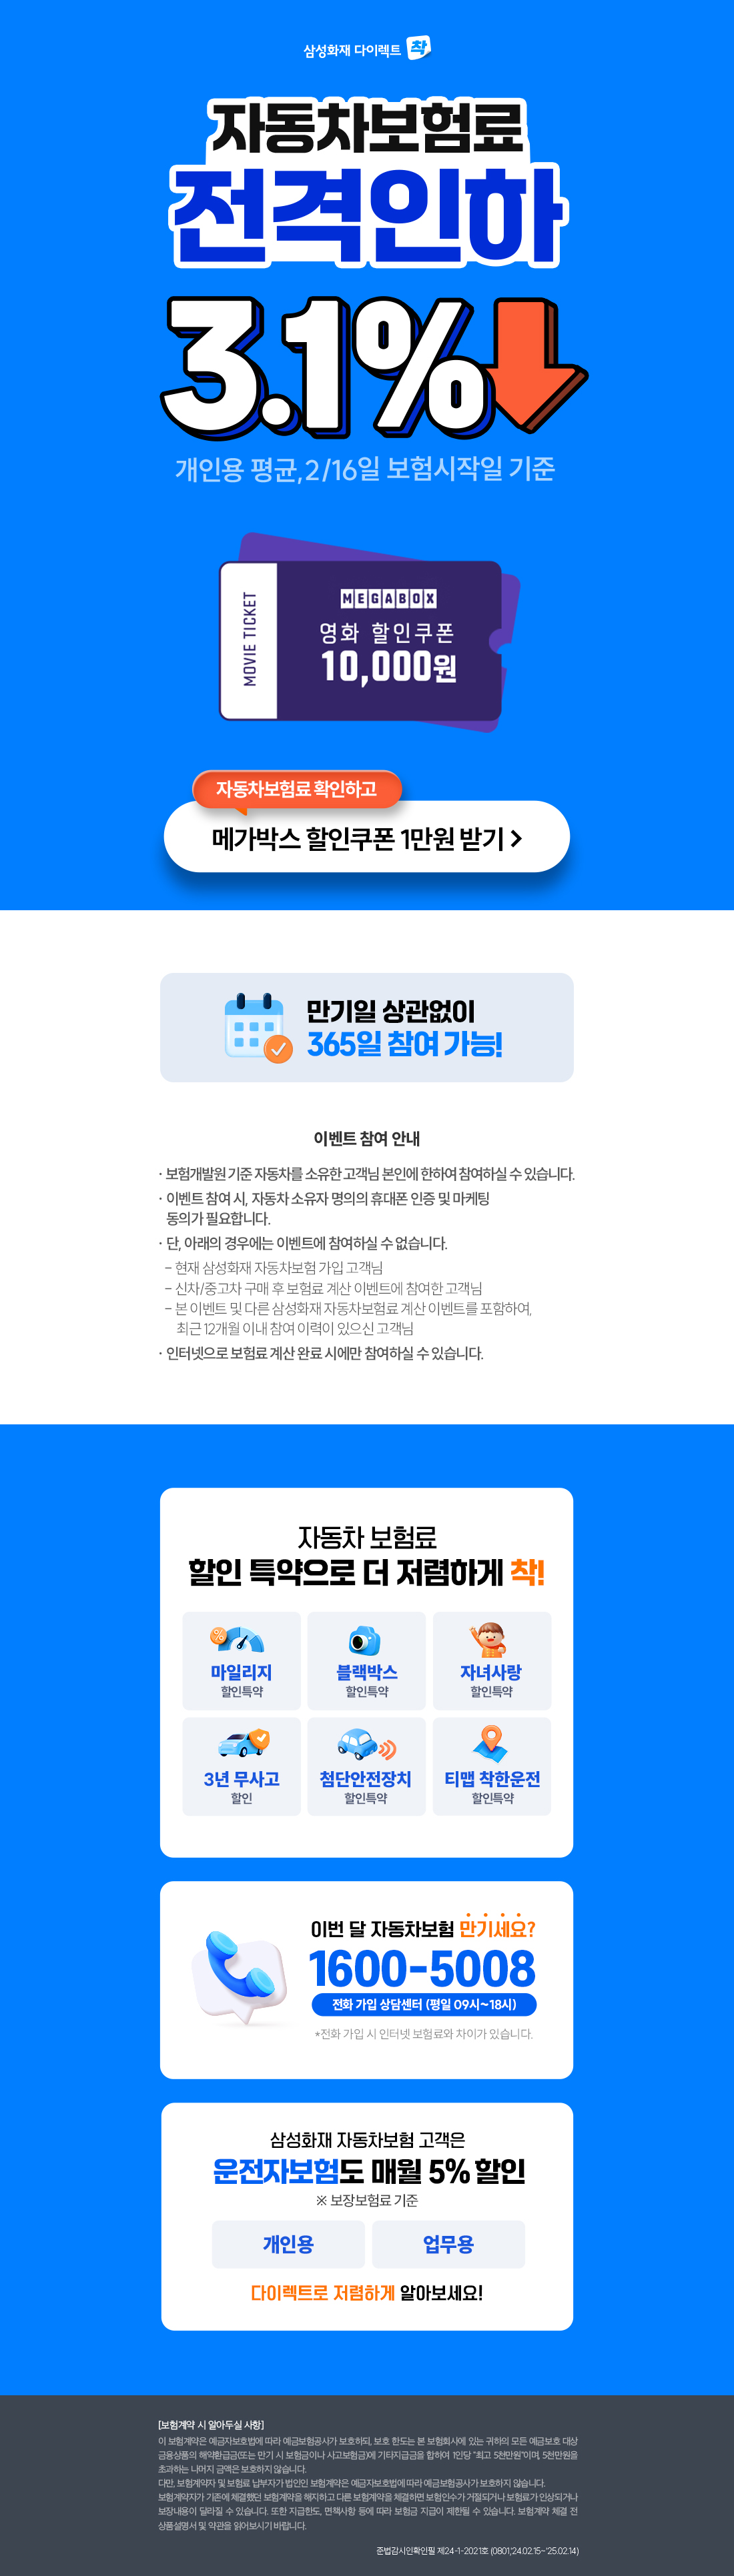 삼성화재 다이렉트 착
자동차보험료
전격인하
3.1%
개인용 평균, 2/16일 보험시작일 기준
MOVIE TICKET
MEGABOX
영화 할인쿠폰
10,000원
자동차보험료 확인하고
메가박스 할인쿠폰 1만원 받기 >
만기일 상관없이
365일 참여 가능!
이벤트 참여 안내
· 보험개발원 기준 자동차를 소유한 고객님 본인에 한하여 참여하실 수 있습니다.
· 이벤트 참여 시, 자동차 소유자 명의의 휴대폰 인증 및 마케팅
동의가 필요합니다.
· 단, 아래의 경우에는 이벤트에 참여하실 수 없습니다.
- 현재 삼성화재 자동차보험 가입 고객님
- 신차/중고차 구매 후 보험료 계산 이벤트에 참여한 고객님
- 본 이벤트 및 다른 삼성화재 자동차보험료 계산 이벤트를 포함하여,
최근 12개월 이내 참여 이력이 있으신 고객님
· 인터넷으로 보험료 계산 완료 시에만 참여하실 수 있습니다.
자동차 보험료
할인 특약으로 더 저렴하게 착!
%
마일리지
할인특약
블랙박스
할인특약
자녀사랑
할인특약
3년 무사고
할인
첨단안전장치
할인특약
티맵 착한운전
할인특약
이번 달 자동차보험 만기세요?
1600-5008
전화 가입 상담센터 (평일 09시~18시)
*전화 가입 시 인터넷 보험료와 차이가 있습니다.
삼성화재 자동차보험 고객은
운전자보험도 매월 5% 할인
※ 보장보험료 기준
개인용
업무용
다이렉트로 저렴하게 알아보세요!
[보험계약 시 알아두실 사항]
이 보험계약은 예금자보호법에 따라 예금보험공사가 보호하되, 보호 한도는 본 보험회사에 있는 귀하의 모든 예금보호 대상
금융상품의 해약환급금(또는 만기 시 보험금이나 사고보험금)에 기타지급금을 합하여 1인당 "최고 5천만원"이며, 5천만원을
초과하는 나머지 금액은 보호하지 않습니다.
다만, 보험계약자 및 보험료 납부자가 법인인 보험계약은 예금자보호법에 따라 예금보험공사가 보호하지 않습니다.
보험계약자가 기존에 체결했던 보험계약을 해지하고 다른 보험계약을 체결하면 보험인수가 거절되거나 보험료가 인상되거나
보장내용이 달라질 수 있습니다. 또한 지급한도, 면책사항 등에 따라 보험금 지급이 제한될 수 있습니다. 보험계약 체결 전
상품설명서 및 약관을 읽어보시기 바랍니다.
준법감시인확인필 제24-1-2021호 (0801,'24.02.15~'25.02.14)